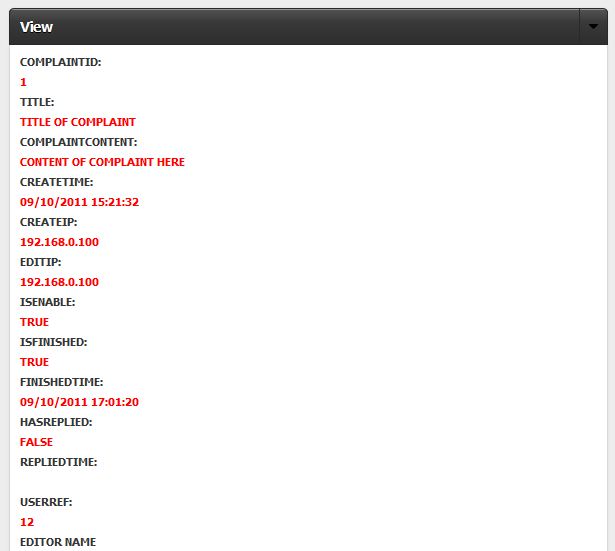 View
COMPLAINTID:
1
TITLE:
TITLE OF COMPLAINT
COMPLAINTCONTENT:
CONTENT OF COMPLAINT HERE
CREATETIME:
09/10/2011 15:21:32
CREATEIP:
192.168.0.100
EDITIP:
192.168.0.100
ISENABLE:
TRUE
ISFINISHED:
TRUE
FINISHEDTIME:
09/10/2011 17:01:20
HASREPLIED:
FALSE
REPLIEDTIME:
USERREF:
12
EDITOR NAME